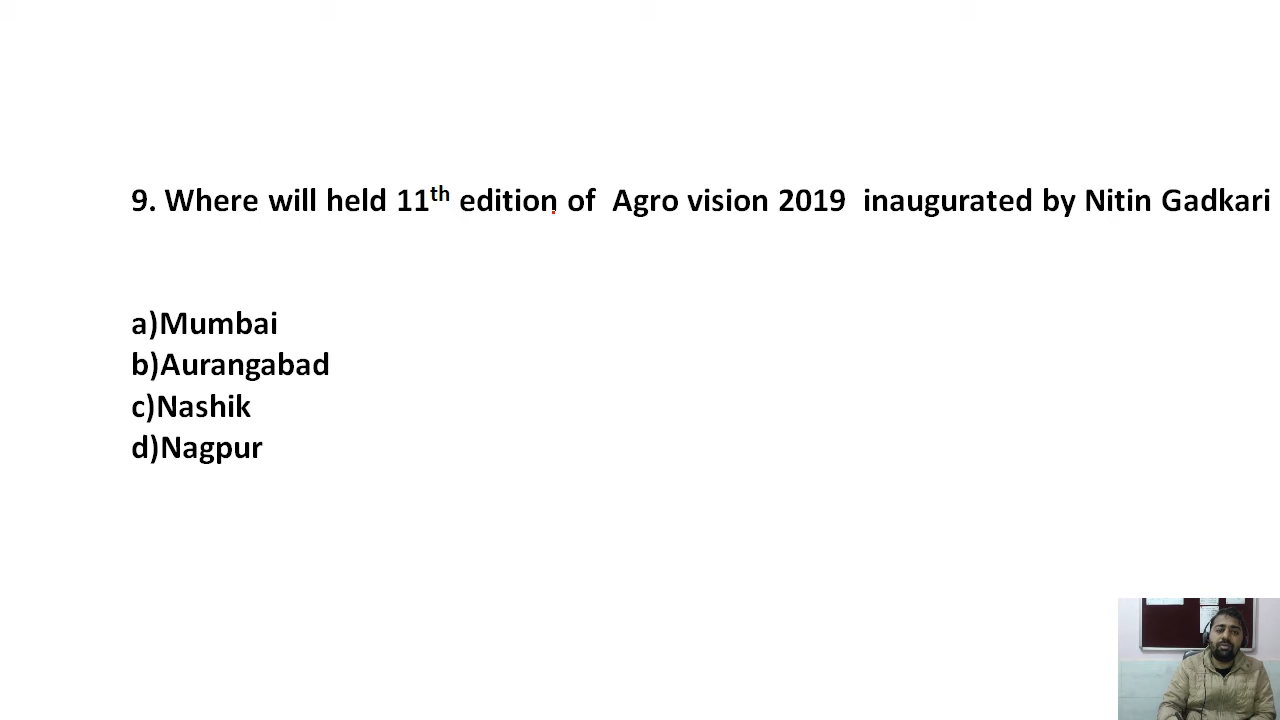 9. Where will held 11th edition of Agro vision 2019 inaugurated by Nitin Gadkari
a)Mumbai
b)Aurangabad
c)Nashik
d)Nagpur